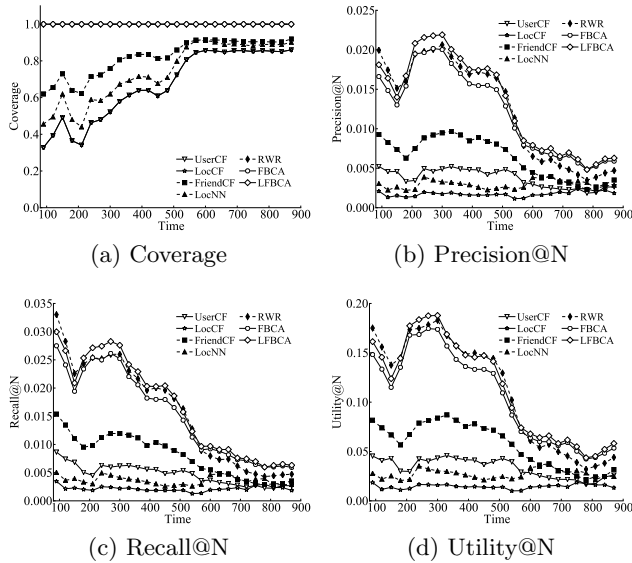 1.0
0.8
0.6
0.4
0.2
0.0
Coverage
UserCF
LocCF
FriendCF
LocNN
RWR
FBCA
LFBCA
100 200 300 400 500 600 700 800 900
Time
(a) Coverage
0.025
0.020
0.015
0.010
0.005
0.000
Precision@N
UserCF
LocCF
FriendCF
LocNN
RWR
FBCA
LFBCA
100 200 300 400 500 600 700 800 900
Time
(b) Precision@N
0.035
0.030
0.025
0.020
0.015
0.010
0.005
0.000
Recall@N
UserCF
LocCF
FriendCF
LocNN
RWR
FBCA
LFBCA
100 200 300 400 500 600 700 800 900
Time
(c) Recall@N
0.20
0.15
0.10
0.05
0.00
Utility@N
UserCF
LocCF
FriendCF
LocNN
RWR
FBCA
LFBCA
100 200 300 400 500 600 700 800 900
Time
(d) Utility@N